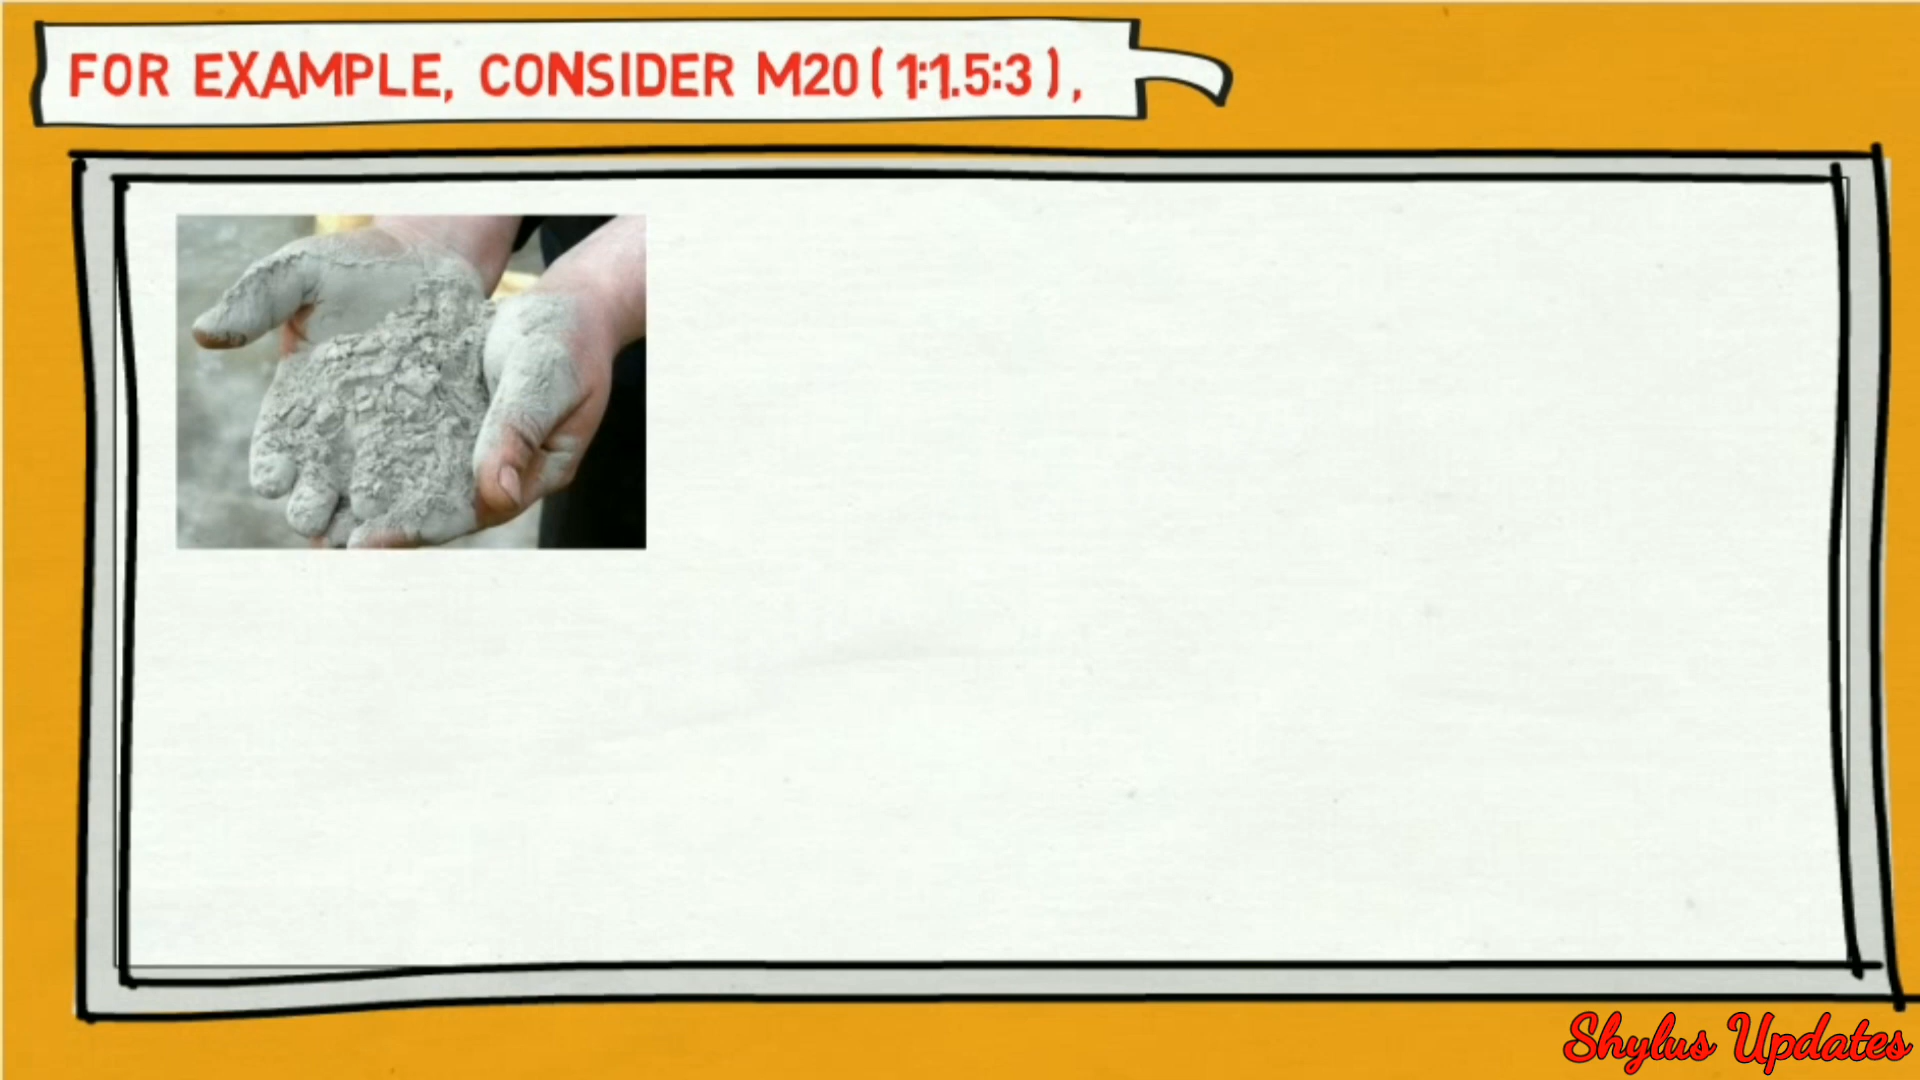 FOR EXAMPLE, CONSIDER M20 ( 1:1.5:3 ),
Shylus Updates